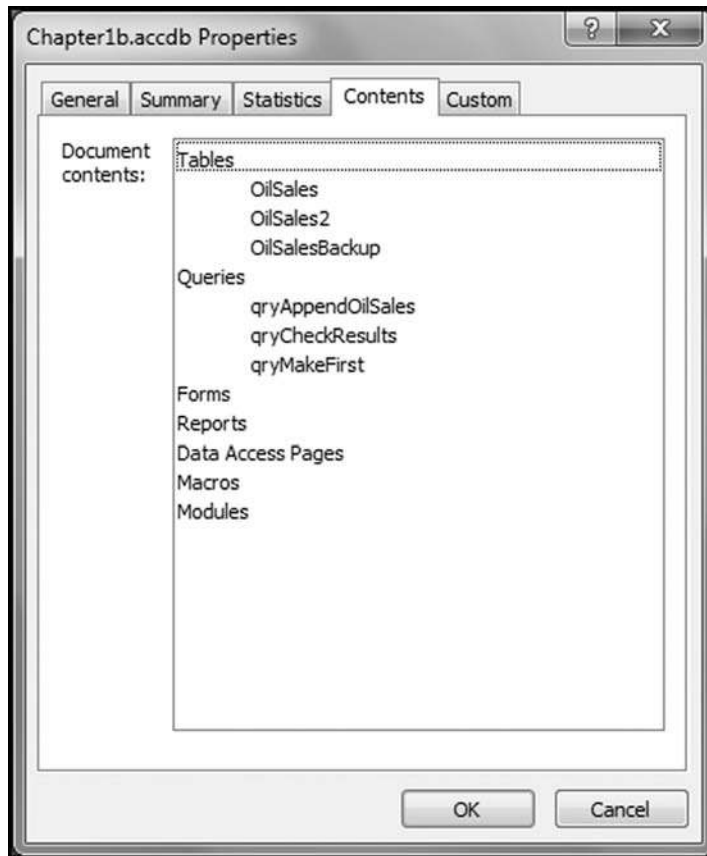 Chapter1b.accdb Properties
General Summary Statistics Contents Custom
Document contents:
Tables
OilSales
OilSales2
OilSalesBackup
Queries
qryAppendOilSales
qryCheckResults
qryMakeFirst
Forms
Reports
Data Access Pages
Macros
Modules
OK Cancel